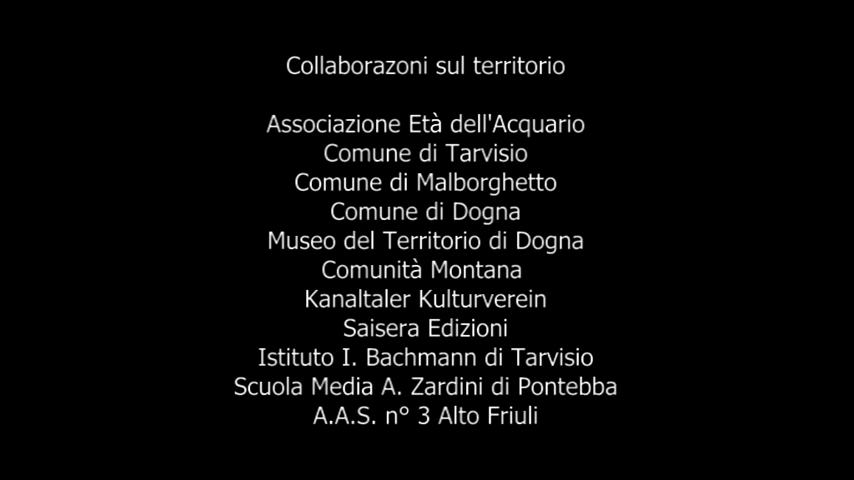 Collaborazoni sul territorio
Associazione Età dell'Acquario
Comune di Tarvisio
Comune di Malborghetto
Comune di Dogna
Museo del Territorio di Dogna
Comunità Montana
Kanaltaler Kulturverein
Saisera Edizioni
Istituto I. Bachmann di Tarvisio
Scuola Media A. Zardini di Pontebba
A.A.S. n° 3 Alto Friuli